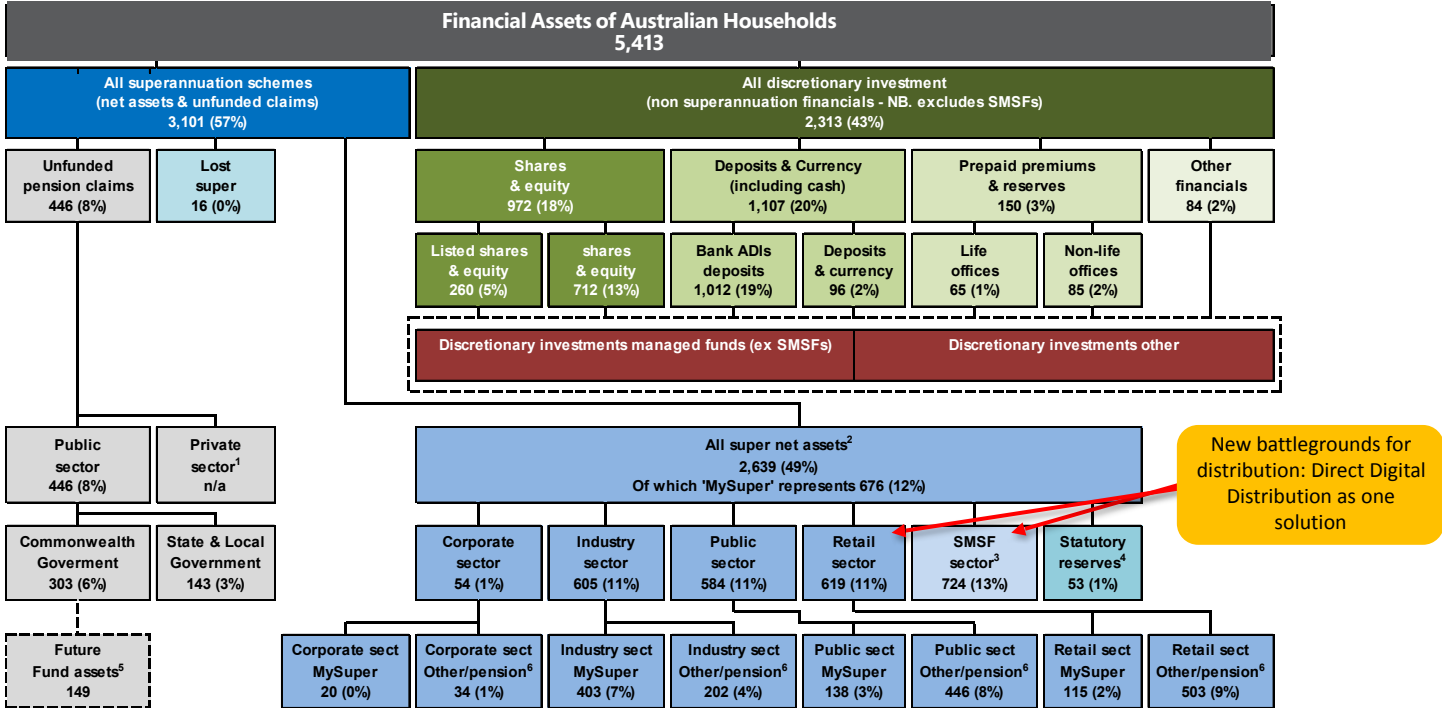 Financial Assets of Australian Households
5,413
All superannuation schemes
(net assets & unfunded claims)
3,101 (57%)
All discretionary investment
(non superannuation financials - NB. excludes SMSFs)
2,313 (43%)
Unfunded
pension claims
446 (8%)
Lost
super
16 (0%)
Shares
& equity
972 (18%)
Deposits & Currency
(including cash)
1,107 (20%)
Prepaid premiums
& reserves
150 (3%)
Other
financials
84 (2%)
Listed shares
& equity
260 (5%)
shares
& equity
712 (13%)
Bank ADIs
deposits
1,012 (19%)
Deposits
& currency
96 (2%)
Life
offices
65 (1%)
Non-life
offices
85 (2%)
Discretionary investments managed funds (ex SMSFs)
Discretionary investments other
Public
sector
446 (8%)
Private
sector¹
n/a
All super net assets²
2,639 (49%)
Of which 'MySuper' represents 676 (12%)
New battlegrounds for
distribution: Direct Digital
Distribution as one
solution
Commonwealth
Goverment
303 (6%)
State & Local
Government
143 (3%)
Corporate
sector
54 (1%)
Industry
sector
605 (11%)
Public
sector
584 (11%)
Retail
sector
619 (11%)
SMSF
sector³
724 (13%)
Statutory
reserves⁴
53 (1%)
Future
Fund assets⁵
149
Corporate sect
MySuper
20 (0%)
Corporate sect
Other/pension⁶
34 (1%)
Industry sect
MySuper
403 (7%)
Industry sect
Other/pension⁶
202 (4%)
Public sect
MySuper
138 (3%)
Public sect
Other/pension⁶
446 (8%)
Retail sect
MySuper
115 (2%)
Retail sect
Other/pension⁶
503 (9%)